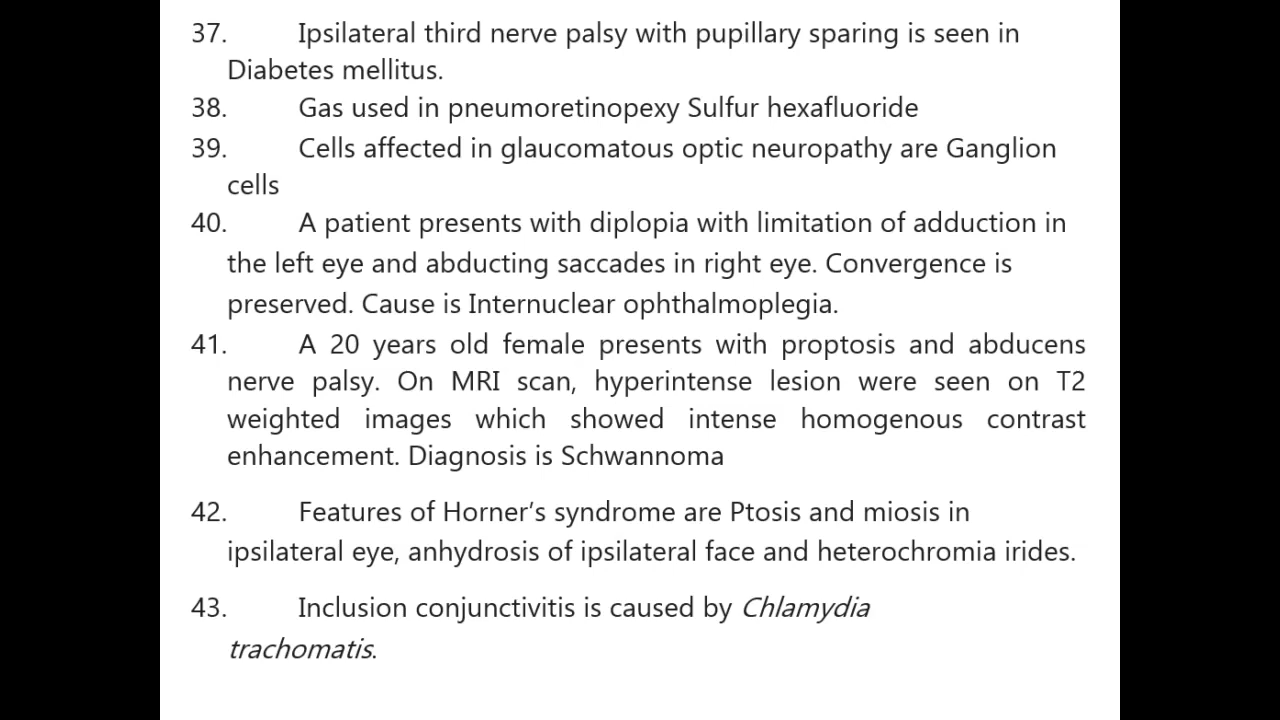 37. Ipsilateral third nerve palsy with pupillary sparing is seen in
Diabetes mellitus.
38. Gas used in pneumoretinopexy Sulfur hexafluoride
39. Cells affected in glaucomatous optic neuropathy are Ganglion
cells
40. A patient presents with diplopia with limitation of adduction in
the left eye and abducting saccades in right eye. Convergence is
preserved. Cause is Internuclear ophthalmoplegia.
41. A 20 years old female presents with proptosis and abducens
nerve palsy. On MRI scan, hyperintense lesion were seen on T2
weighted images which showed intense homogenous contrast
enhancement. Diagnosis is Schwannoma
42. Features of Horner’s syndrome are Ptosis and miosis in
ipsilateral eye, anhydrosis of ipsilateral face and heterochromia irides.
43. Inclusion conjunctivitis is caused by Chlamydia
trachomatis.